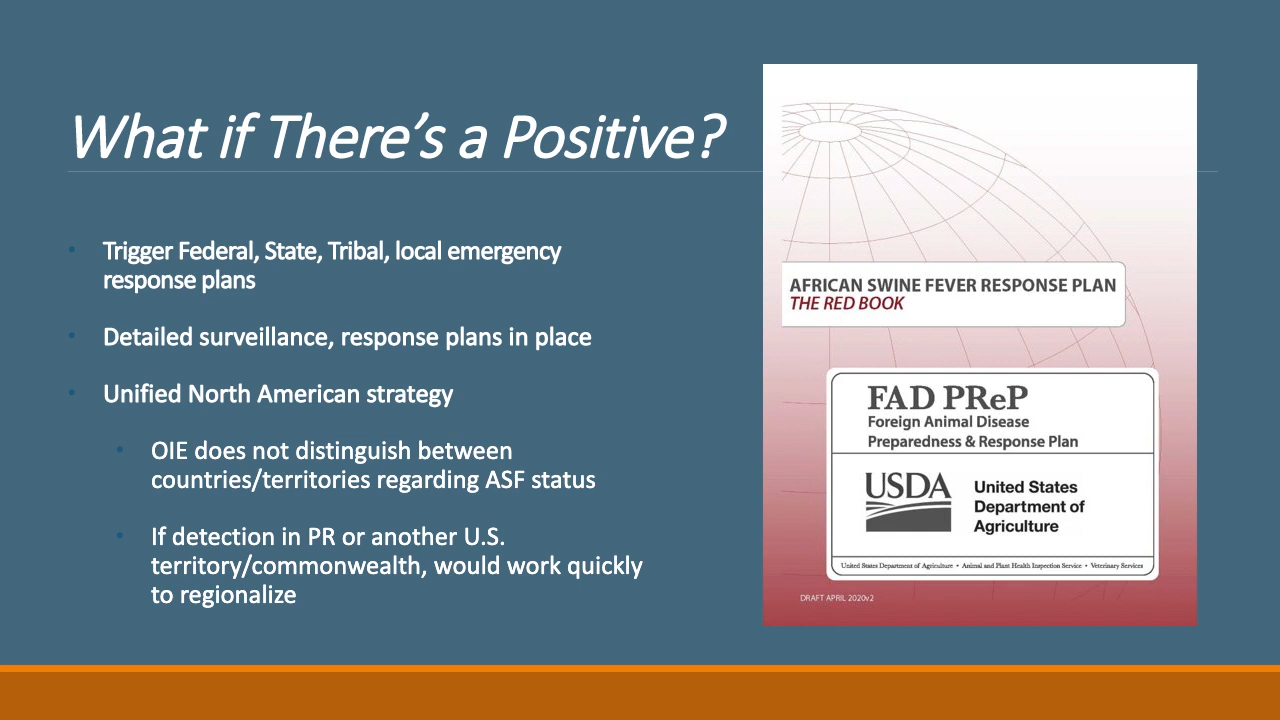 What if There's a Positive?
• Trigger Federal, State, Tribal, local emergency
response plans
• Detailed surveillance, response plans in place
• Unified North American strategy
• OIE does not distinguish between
countries/territories regarding ASF status
• If detection in PR or another U.S.
territory/commonwealth, would work quickly
to regionalize
AFRICAN SWINE FEVER RESPONSE PLAN
THE RED BOOK
FAD PReP
Foreign Animal Disease
Preparedness & Response Plan
USDA
United States
Department of
Agriculture
United States Department of Agriculture • Animal and Plant Health Inspection Service • Veterinary Services
DRAFT APRIL 2020v2